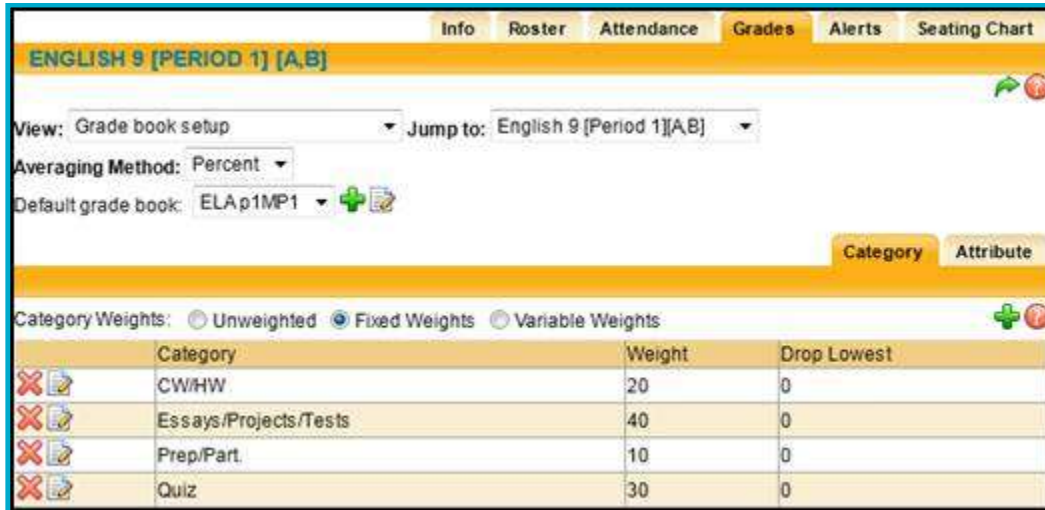 Info Roster Attendance Grades Alerts Seating Chart
ENGLISH 9 [PERIOD 1] [A,B]
View: Grade book setup Jump to: English 9 [Period 1][A,B]
Averaging Method: Percent
Default grade book: ELAp1MP1
Category Attribute
Category Weights: Unweighted Fixed Weights Variable Weights
Category Weight Drop Lowest
CW/HW 20 0
Essays/Projects/Tests 40 0
Prep/Part. 10 0
Quiz 30 0